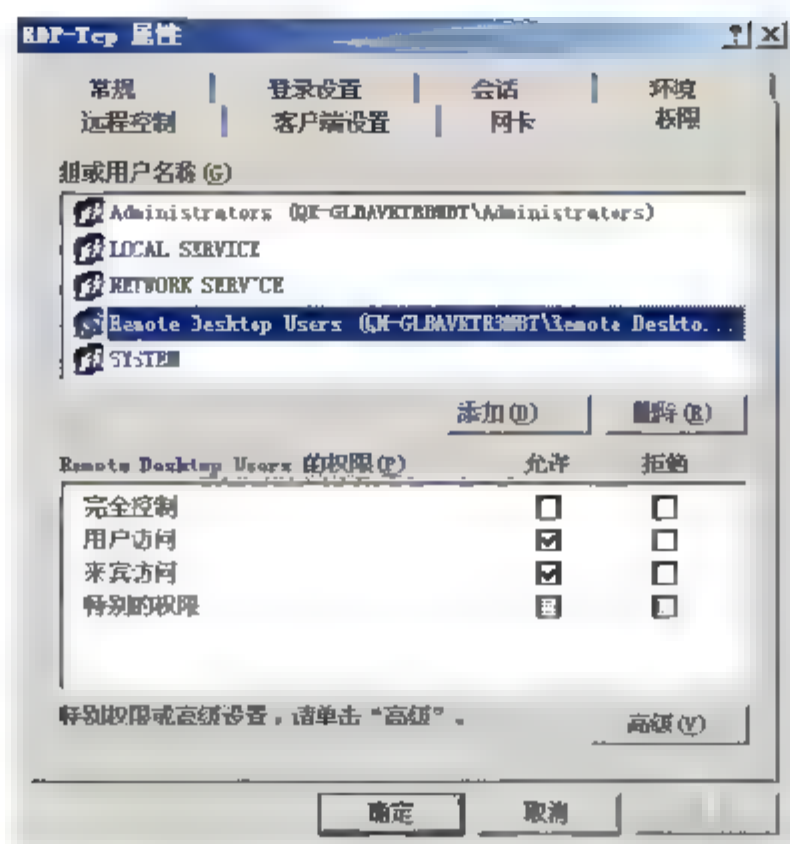 RDP-Tcp 属性
常规 登录设置 会话 环境
远程控制 客户端设置 网卡 权限
组或用户名称(G)
Administrators
LOCAL SERVICE
NETWORK SERVICE
Remote Desktop Users
SYSTEM
添加(D) 删除(R)
Remote Desktop Users 的权限(P) 允许 拒绝
完全控制
用户访问
来宾访问
特别的权限
特别权限或高级设置，请单击“高级”。
高级(V)
确定 取消